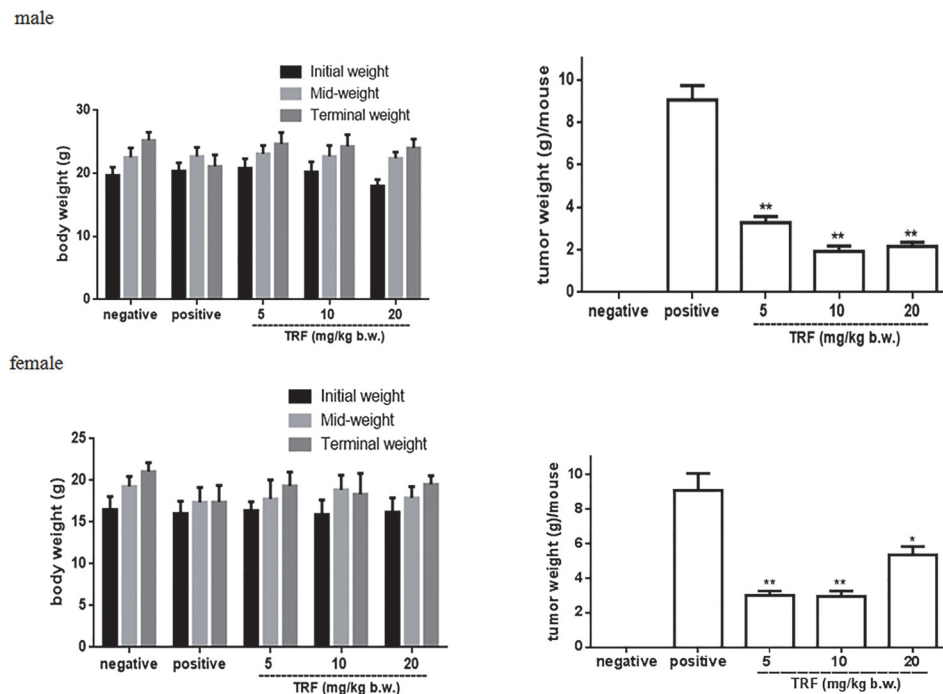 male
Initial weight
Mid-weight
Terminal weight
body weight (g)
30
20
10
0
negative positive 5 10 20
TRF (mg/kg b.w.)
tumor weight (g)/mouse
10
8
6
4
2
0
**
**
**
negative positive 5 10 20
TRF (mg/kg b.w.)
female
Initial weight
Mid-weight
Terminal weight
body weight (g)
25
20
15
10
5
0
negative positive 5 10 20
TRF (mg/kg b.w.)
tumor weight (g)/mouse
10
8
6
4
2
0
**
**
*
negative positive 5 10 20
TRF (mg/kg b.w.)